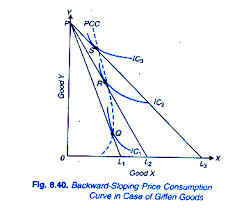 Y
P
PCC
S
IC3
Good Y
R
IC2
Q
IC1
O
L1
L2
L3
X
Good X
Fig. 8.40. Backward-Sloping Price Consumption
Curve in Case of Giffen Goods